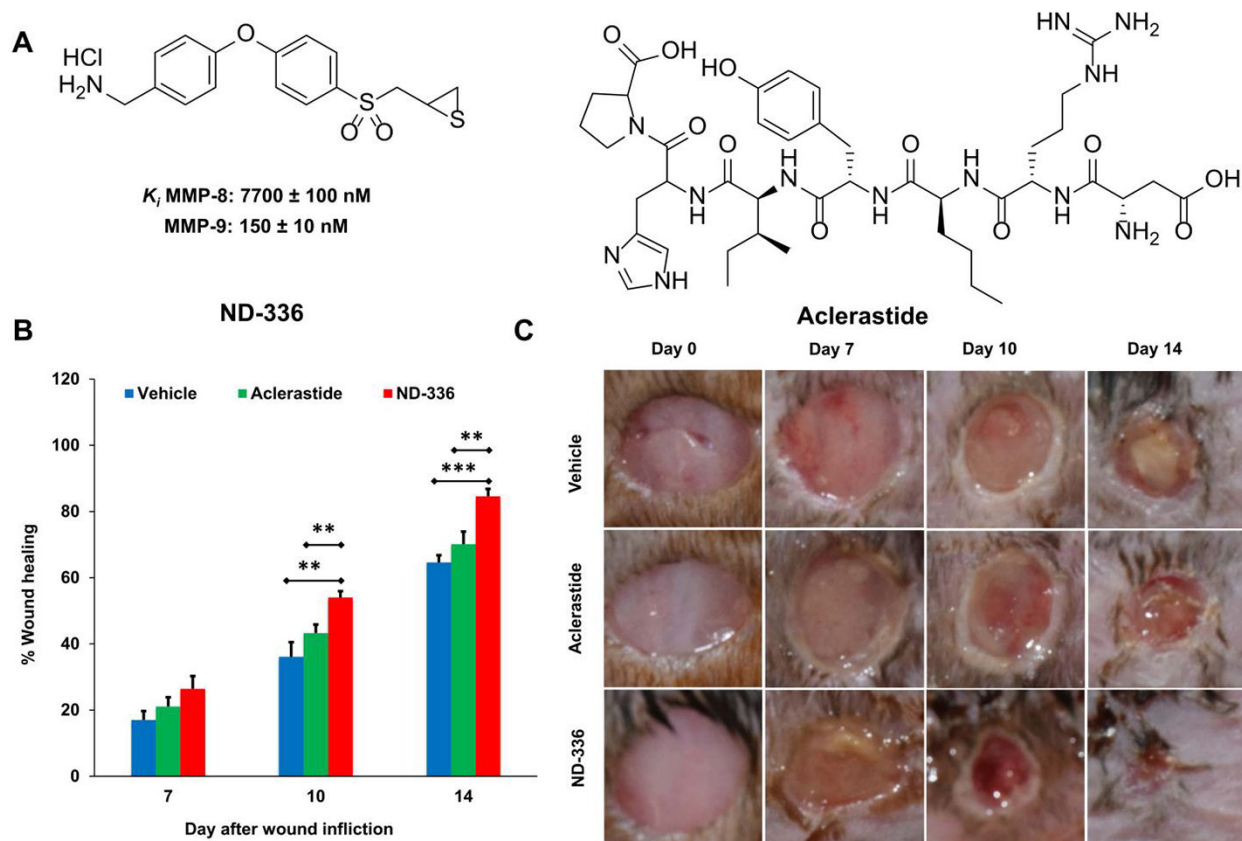 A
HCl
H2N
O
S
O
O
S
Ki MMP-8: 7700 ± 100 nM
MMP-9: 150 ± 10 nM
ND-336
O
OH
N
O
N
NH
N
H
O
H
N
O
HO
N
H
O
H
N
O
HN
NH2
NH
N
H
O
NH2
OH
O
Aclerastide
B
120
100
80
60
40
20
0
% Wound healing
Vehicle
Aclerastide
ND-336
**
**
**
***
7
10
14
Day after wound infliction
C
Day 0
Day 7
Day 10
Day 14
Vehicle
Aclerastide
ND-336